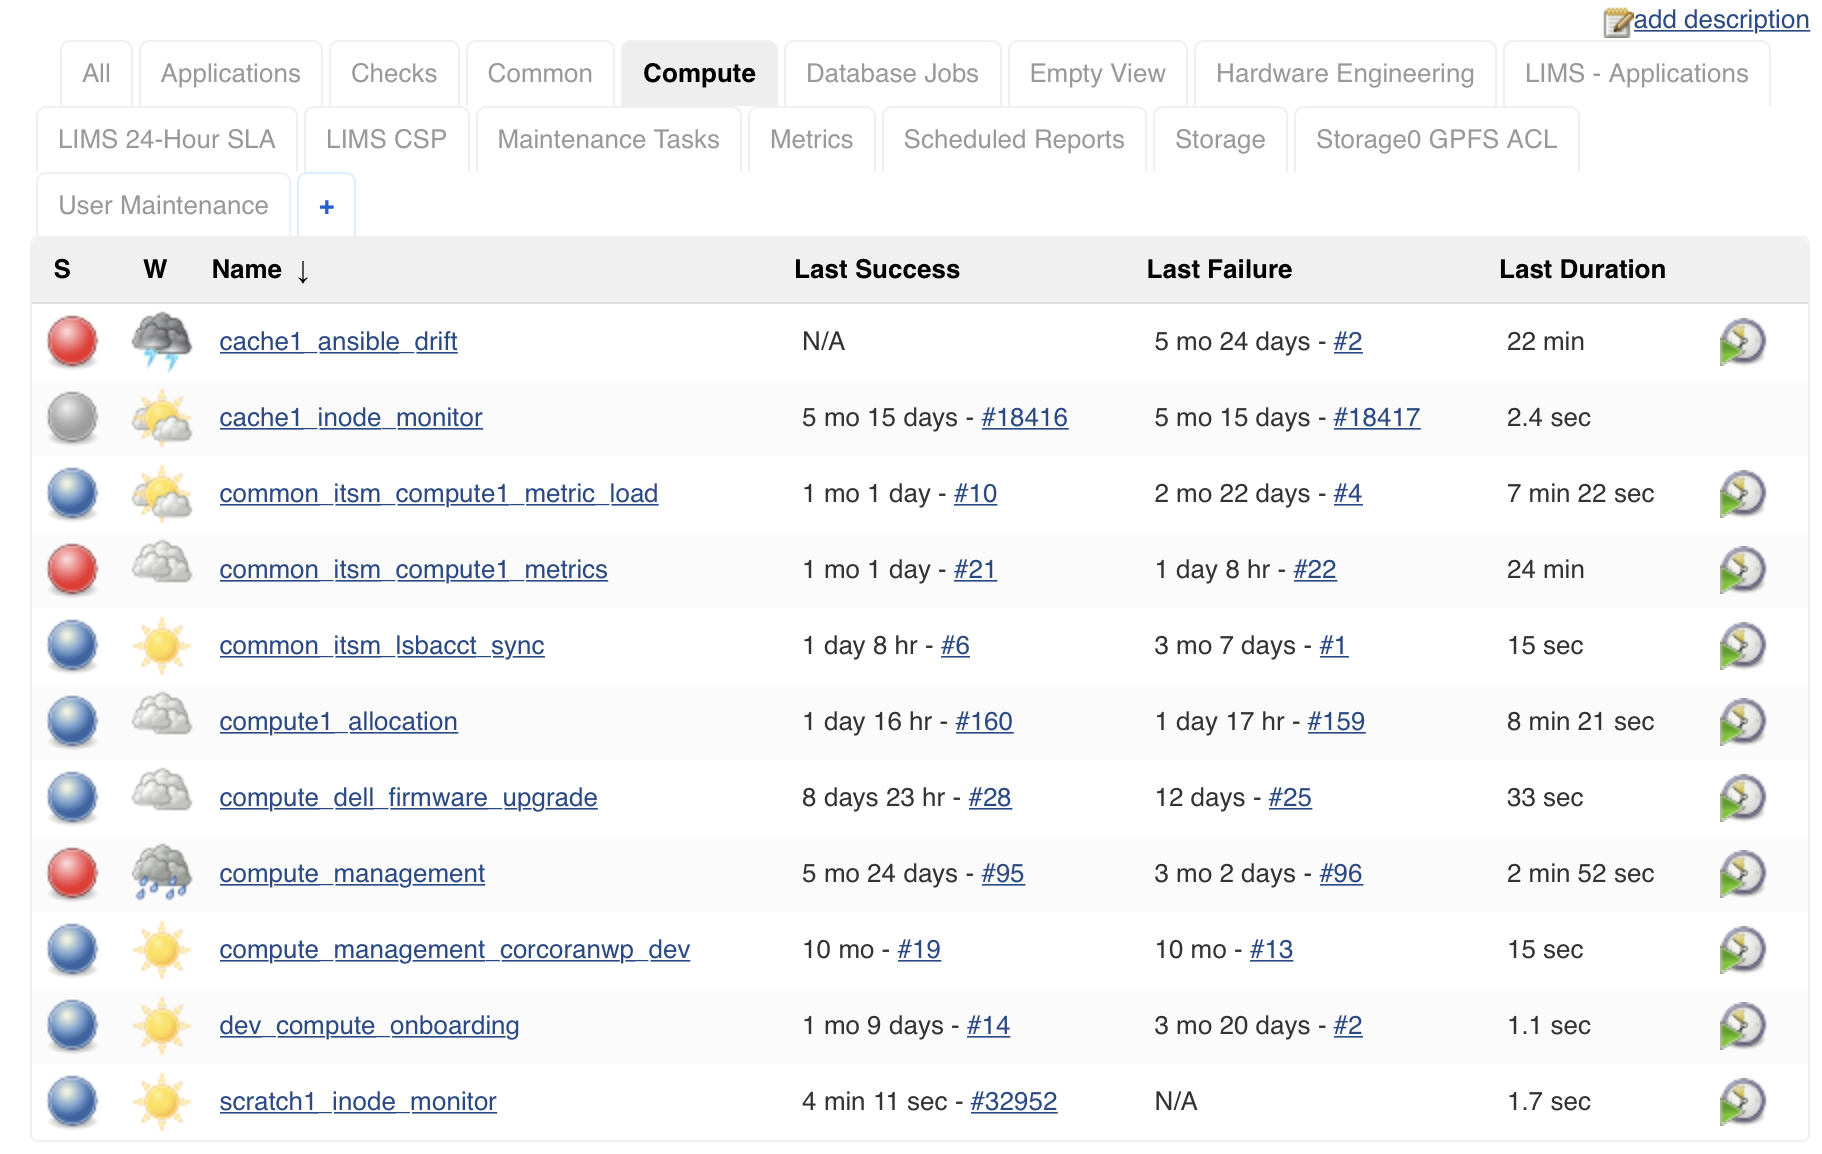 add description
All Applications Checks Common Compute Database Jobs Empty View Hardware Engineering LIMS - Applications
LIMS 24-Hour SLA LIMS CSP Maintenance Tasks Metrics Scheduled Reports Storage Storage0 GPFS ACL
User Maintenance +
S W Name ↓ Last Success Last Failure Last Duration
cache1_ansible_drift N/A 5 mo 24 days - #2 22 min
cache1_inode_monitor 5 mo 15 days - #18416 5 mo 15 days - #18417 2.4 sec
common_itsm_compute1_metric_load 1 mo 1 day - #10 2 mo 22 days - #4 7 min 22 sec
common_itsm_compute1_metrics 1 mo 1 day - #21 1 day 8 hr - #22 24 min
common_itsm_lsbacct_sync 1 day 8 hr - #6 3 mo 7 days - #1 15 sec
compute1_allocation 1 day 16 hr - #160 1 day 17 hr - #159 8 min 21 sec
compute_dell_firmware_upgrade 8 days 23 hr - #28 12 days - #25 33 sec
compute_management 5 mo 24 days - #95 3 mo 2 days - #96 2 min 52 sec
compute_management_corcoranwp_dev 10 mo - #19 10 mo - #13 15 sec
dev_compute_onboarding 1 mo 9 days - #14 3 mo 20 days - #2 1.1 sec
scratch1_inode_monitor 4 min 11 sec - #32952 N/A 1.7 sec